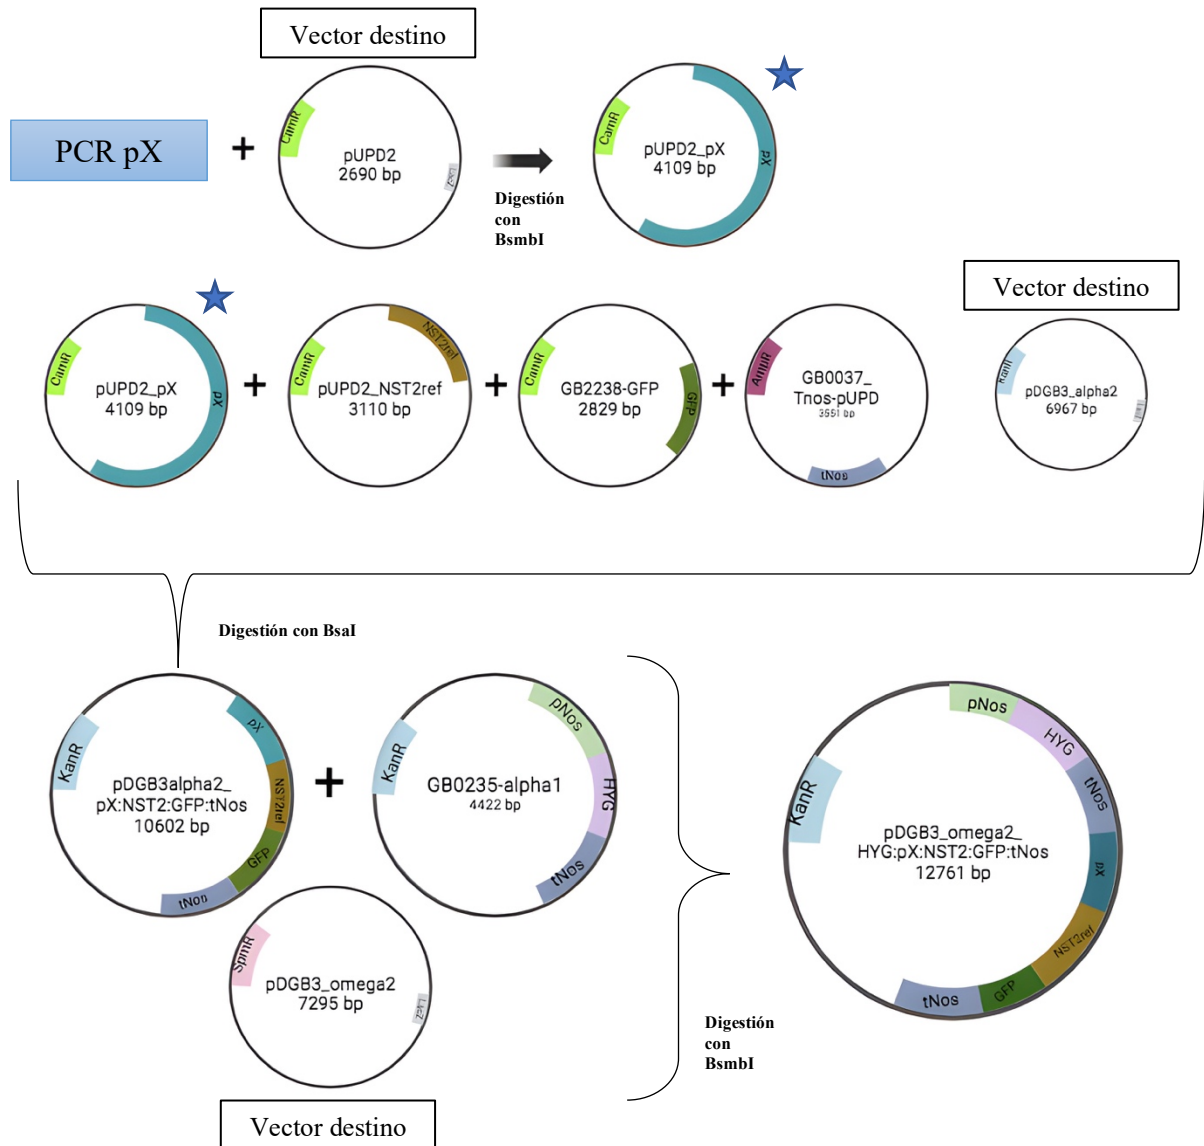 Vector destino
PCR pX
+
CamR
pUPD2
2690 bp
LacZ
Digestión
con
BsmbI
CamR
pUPD2_pX
4109 bp
pX
Vector destino
CamR
pUPD2_pX
4109 bp
pX
+
CamR
NST2ref
pUPD2_NST2ref
3110 bp
+
CamR
GB2238-GFP
2829 bp
GFP
+
AmpR
GB0037_
Tnos-pUPD
3551 bp
tNos
KanR
pDGB3_alpha2
6967 bp
Digestión con BsaI
KanR
pDGB3alpha2_
pX:NST2:GFP:tNos
10602 bp
pX
NST2ref
GFP
tNos
+
KanR
GB0235-alpha1
4422 bp
pNos
HYG
tNos
SpmR
pDGB3_omega2
7295 bp
LacZ
Vector destino
Digestión
con
BsmbI
KanR
pDGB3_omega2_
HYG:pX:NST2:GFP:tNos
12761 bp
pNos
HYG
tNos
pX
NST2ref
GFP
tNos